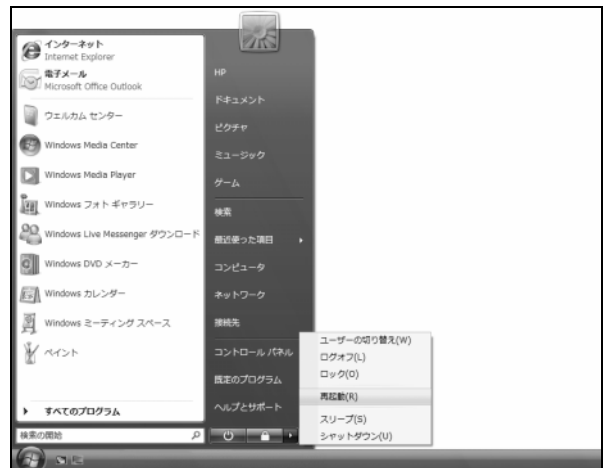 インターネット
Internet Explorer
電子メール
Microsoft Office Outlook
ウェルカム センター
Windows Media Center
Windows Media Player
Windows フォト ギャラリー
Windows Live Messenger ダウンロード
Windows DVD メーカー
Windows カレンダー
Windows ミーティング スペース
ペイント
すべてのプログラム
検索の開始
HP
ドキュメント
ピクチャ
ミュージック
ゲーム
検索
最近使った項目
コンピュータ
ネットワーク
接続先
コントロール パネル
既定のプログラム
ヘルプとサポート
ユーザーの切り替え(W)
ログオフ(L)
ロック(O)
再起動(R)
スリープ(S)
シャットダウン(U)